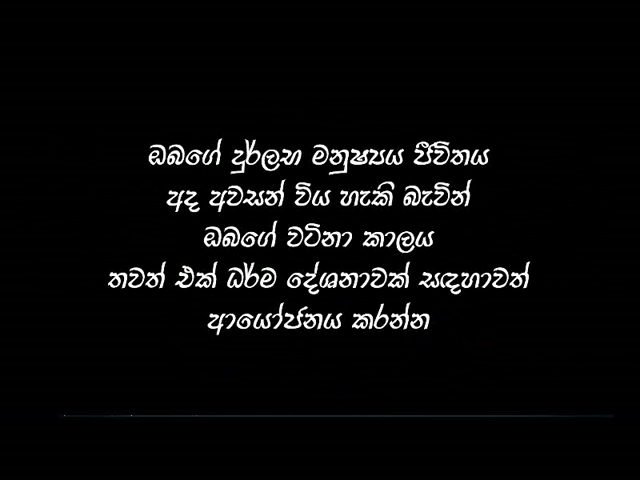 ඔබගේ දුර්ලභ මනුෂ්‍යය ජීවිතය
අද අවසන් විය හැකි බැවින්
ඔබගේ වටිනා කාලය
තවත් එක් ධර්ම දේශනාවක් සඳහාවත්
ආයෝජනය කරන්න